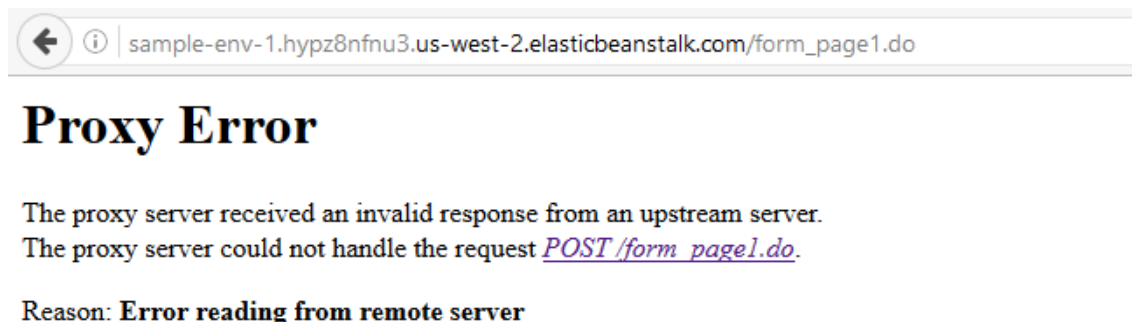 sample-env-1.hypz8nfnu3.us-west-2.elasticbeanstalk.com/form_page1.do
Proxy Error
The proxy server received an invalid response from an upstream server.
The proxy server could not handle the request POST /form_page1.do.
Reason: Error reading from remote server